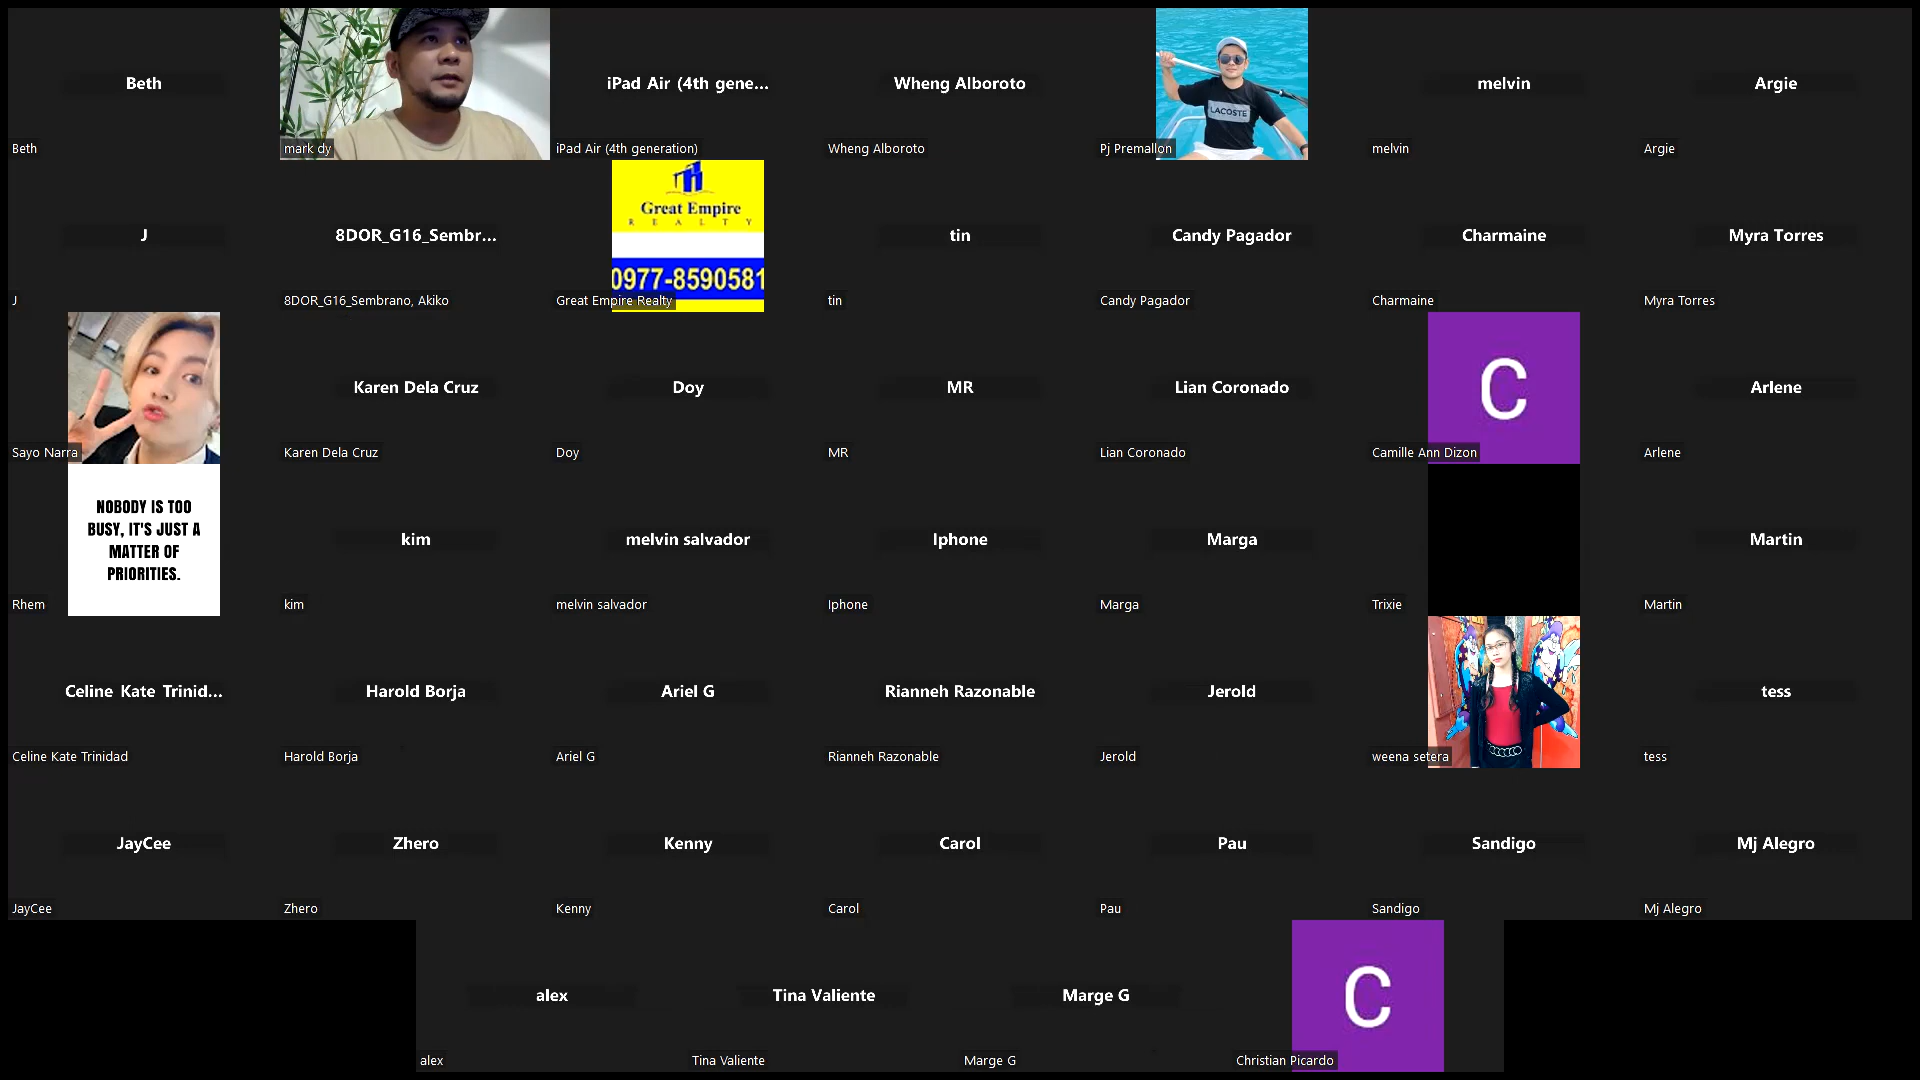 Beth
Beth
mark dy
iPad Air (4th gene...
iPad Air (4th generation)
Wheng Alboroto
Wheng Alboroto
LACOSTE
Pj Premallon
melvin
melvin
Argie
Argie
J
J
8DOR_G16_Sembr...
8DOR_G16_Sembrano, Akiko
Great Empire
REALTY
0977-8590581
Great Empire Realty
tin
tin
Candy Pagador
Candy Pagador
Charmaine
Charmaine
Myra Torres
Myra Torres
Sayo Narra
Karen Dela Cruz
Karen Dela Cruz
Doy
Doy
MR
MR
Lian Coronado
Lian Coronado
C
Camille Ann Dizon
Arlene
Arlene
NOBODY IS TOO
BUSY, IT'S JUST A
MATTER OF
PRIORITIES.
Rhem
kim
kim
melvin salvador
melvin salvador
Iphone
Iphone
Marga
Marga
Trixie
Martin
Martin
Celine Kate Trinid...
Celine Kate Trinidad
Harold Borja
Harold Borja
Ariel G
Ariel G
Rianneh Razonable
Rianneh Razonable
Jerold
Jerold
weena setera
tess
tess
JayCee
JayCee
Zhero
Zhero
Kenny
Kenny
Carol
Carol
Pau
Pau
Sandigo
Sandigo
Mj Alegro
Mj Alegro
alex
alex
Tina Valiente
Tina Valiente
Marge G
Marge G
C
Christian Picardo